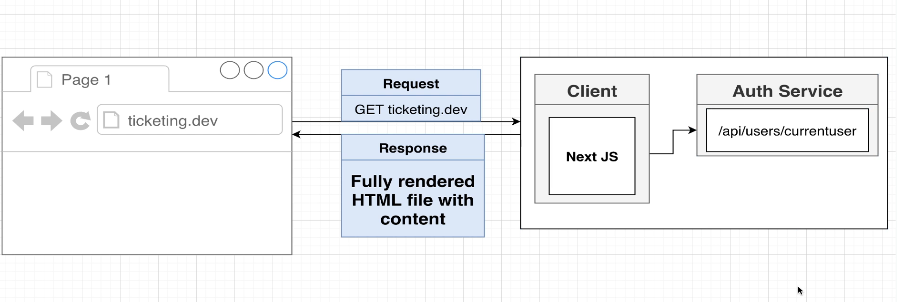 Page 1
ticketing.dev
Request
GET ticketing.dev
Response
Fully rendered
HTML file with
content
Client
Next JS
Auth Service
/api/users/currentuser